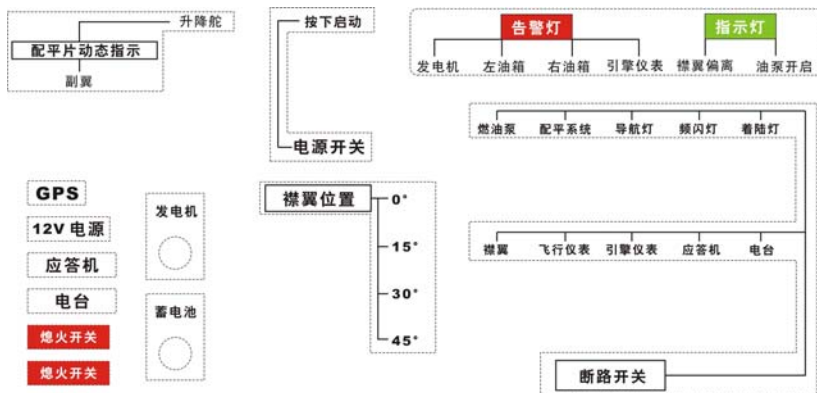 升降舵
配平片动态指示
副翼
按下启动
电源开关
告警灯
发电机 左油箱 右油箱 引擎仪表
指示灯
襟翼偏离 油泵开启
燃油泵 配平系统 导航灯 频闪灯 着陆灯
襟翼 飞行仪表 引擎仪表 应答机 电台
断路开关
GPS
12V 电源
应答机
电台
熄火开关
熄火开关
发电机
蓄电池
襟翼位置
0°
15°
30°
45°